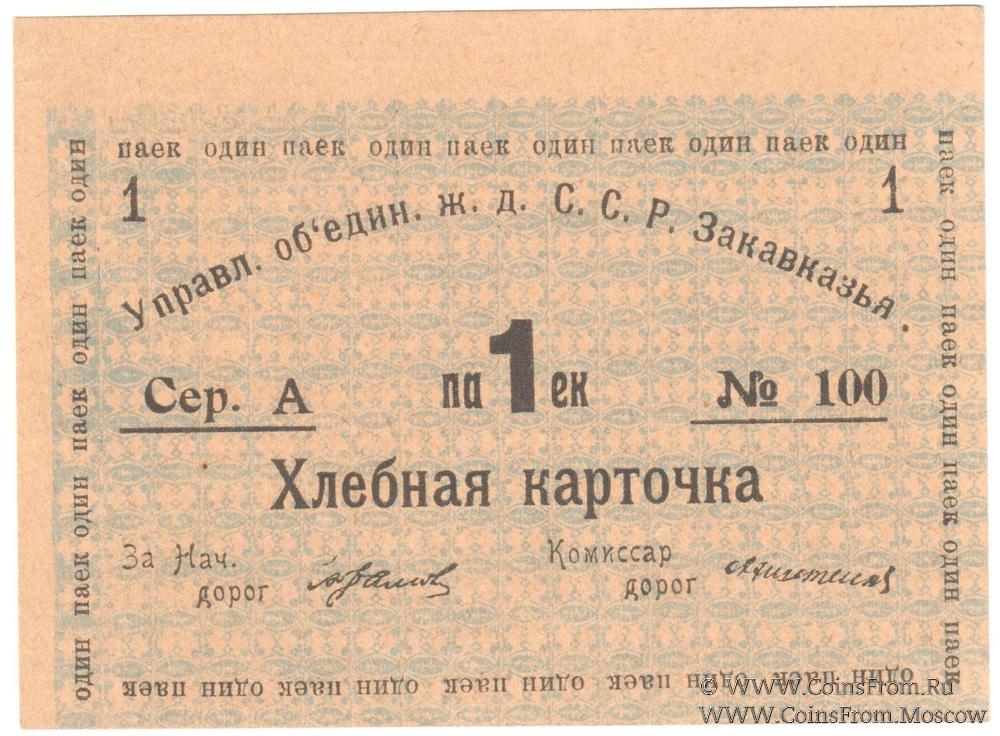 паек один паек один паек один паек один паек один
1 1
Управл. об'един. ж. д. С. С. Р. Закавказья.
Сер. А па 1 ек № 100
Хлебная карточка
За Нач. дорог
Комиссар дорог
один паек один паек один паек один паек
паек один паек один паек один паек
один паек один паек один паек один паек один паек
© WWW.CoinsFrom.Ru
WWW.CoinsFrom.Moscow